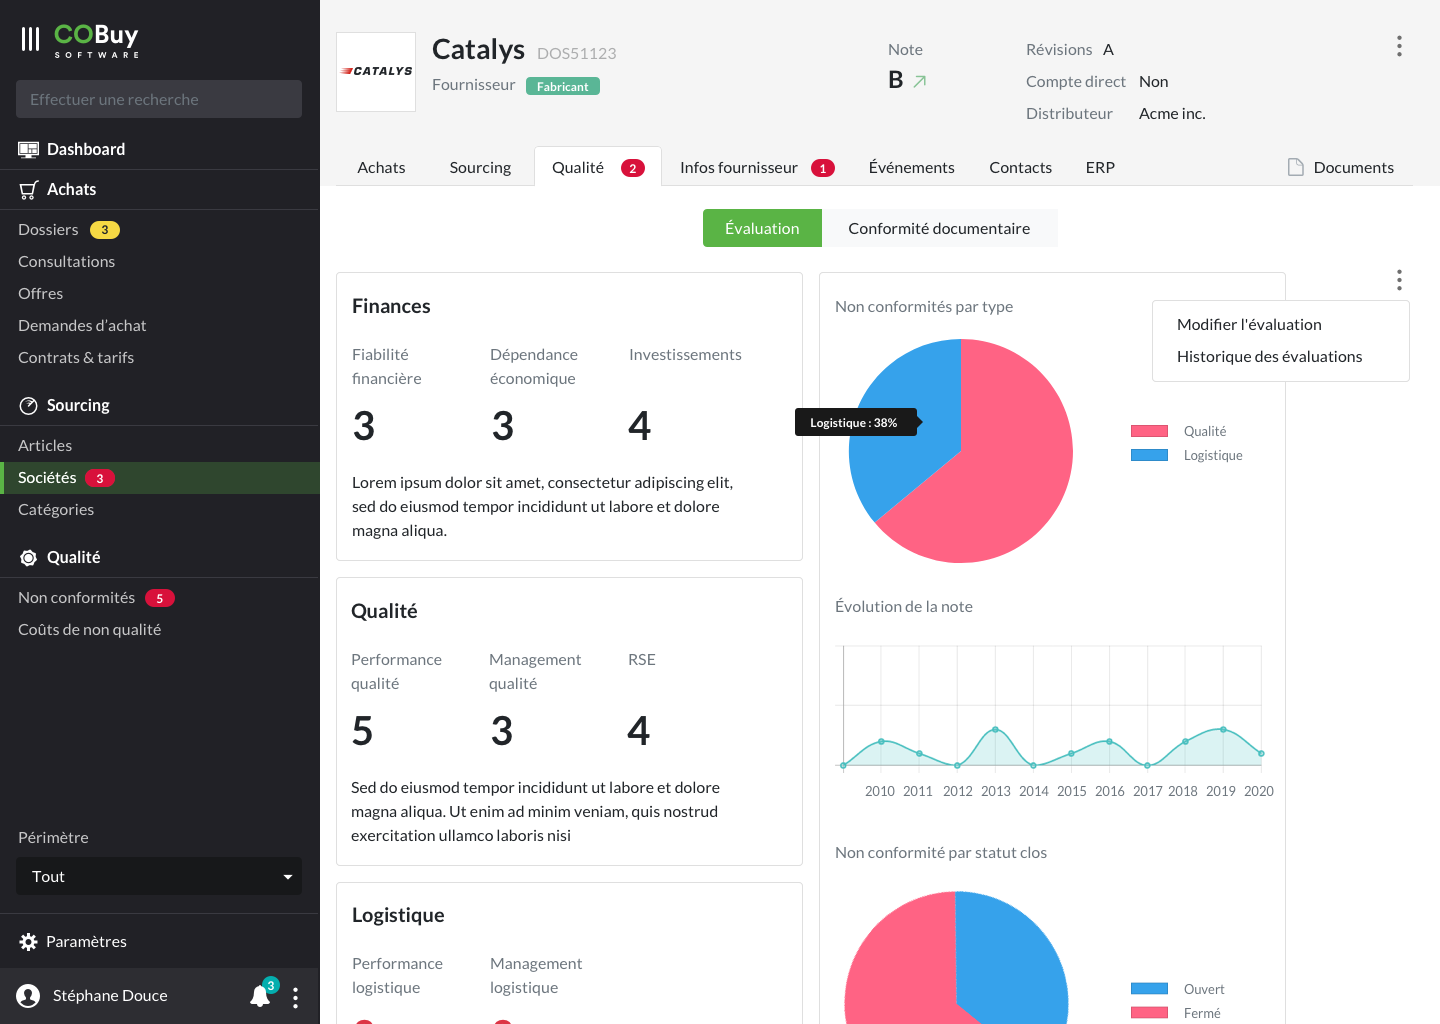 COBuy
SOFTWARE
Effectuer une recherche
Dashboard
Achats
Dossiers 3
Consultations
Offres
Demandes d’achat
Contrats & tarifs
Sourcing
Articles
Sociétés 3
Catégories
Qualité
Non conformités 5
Coûts de non qualité
Périmètre
Tout
Paramètres
Stéphane Douce 3
CATALYS
Catalys DOS51123
Fournisseur Fabricant
Note
B
Révisions A
Compte direct Non
Distributeur Acme inc.
Achats Sourcing Qualité 2 Infos fournisseur 1 Événements Contacts ERP Documents
Évaluation Conformité documentaire
Finances
Fiabilité financière
Dépendance économique
Investissements
3 3 4
Lorem ipsum dolor sit amet, consectetur adipiscing elit,
sed do eiusmod tempor incididunt ut labore et dolore
magna aliqua.
Qualité
Performance qualité
Management qualité
RSE
5 3 4
Sed do eiusmod tempor incididunt ut labore et dolore
magna aliqua. Ut enim ad minim veniam, quis nostrud
exercitation ullamco laboris nisi
Logistique
Performance logistique
Management logistique
Non conformités par type
Modifier l'évaluation
Historique des évaluations
Logistique : 38%
Qualité
Logistique
Évolution de la note
2010 2011 2012 2013 2014 2015 2016 2017 2018 2019 2020
Non conformité par statut clos
Ouvert
Fermé